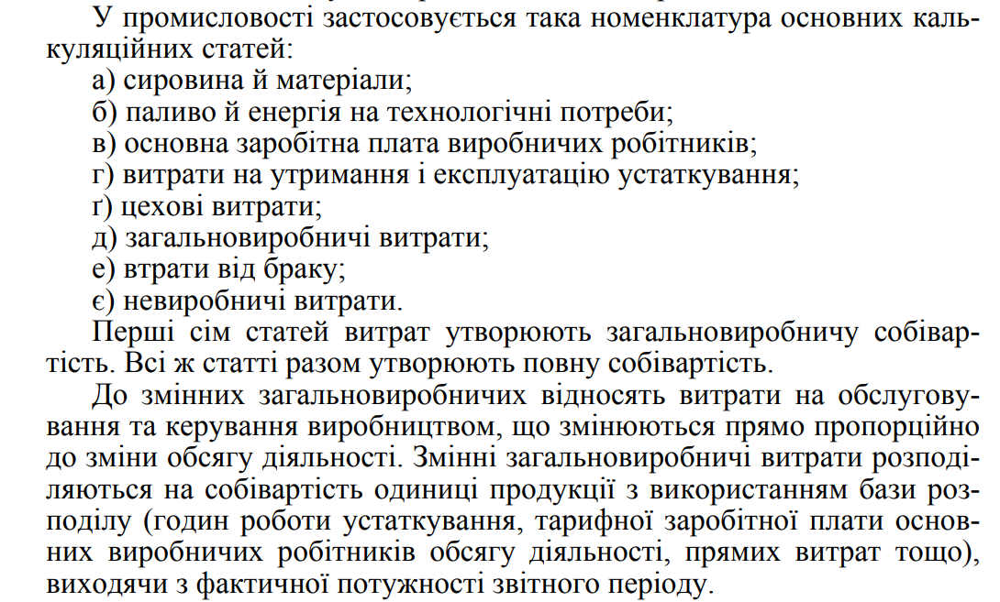 У промисловості застосовується така номенклатура основних каль-
куляційних статей:
а) сировина й матеріали;
б) паливо й енергія на технологічні потреби;
в) основна заробітна плата виробничих робітників;
г) витрати на утримання і експлуатацію устаткування;
ґ) цехові витрати;
д) загальновиробничі витрати;
е) втрати від браку;
є) невиробничі витрати.
Перші сім статей витрат утворюють загальновиробничу собівар-
тість. Всі ж статті разом утворюють повну собівартість.
До змінних загальновиробничих відносять витрати на обслугову-
вання та керування виробництвом, що змінюються прямо пропорційно
до зміни обсягу діяльності. Змінні загальновиробничі витрати розподі-
ляються на собівартість одиниці продукції з використанням бази роз-
поділу (годин роботи устаткування, тарифної заробітної плати основ-
них виробничих робітників обсягу діяльності, прямих витрат тощо),
виходячи з фактичної потужності звітного періоду.